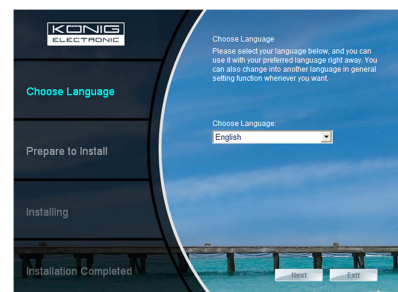 KÖNIG
ELECTRONIC
Choose Language
Prepare to Install
Installing
Installation Completed
Choose Language
Please select your language below, and you can
use it with your preferred language right away. You
can also change into another language in general
setting function whenever you want.
Choose Language:
English
Next
Exit